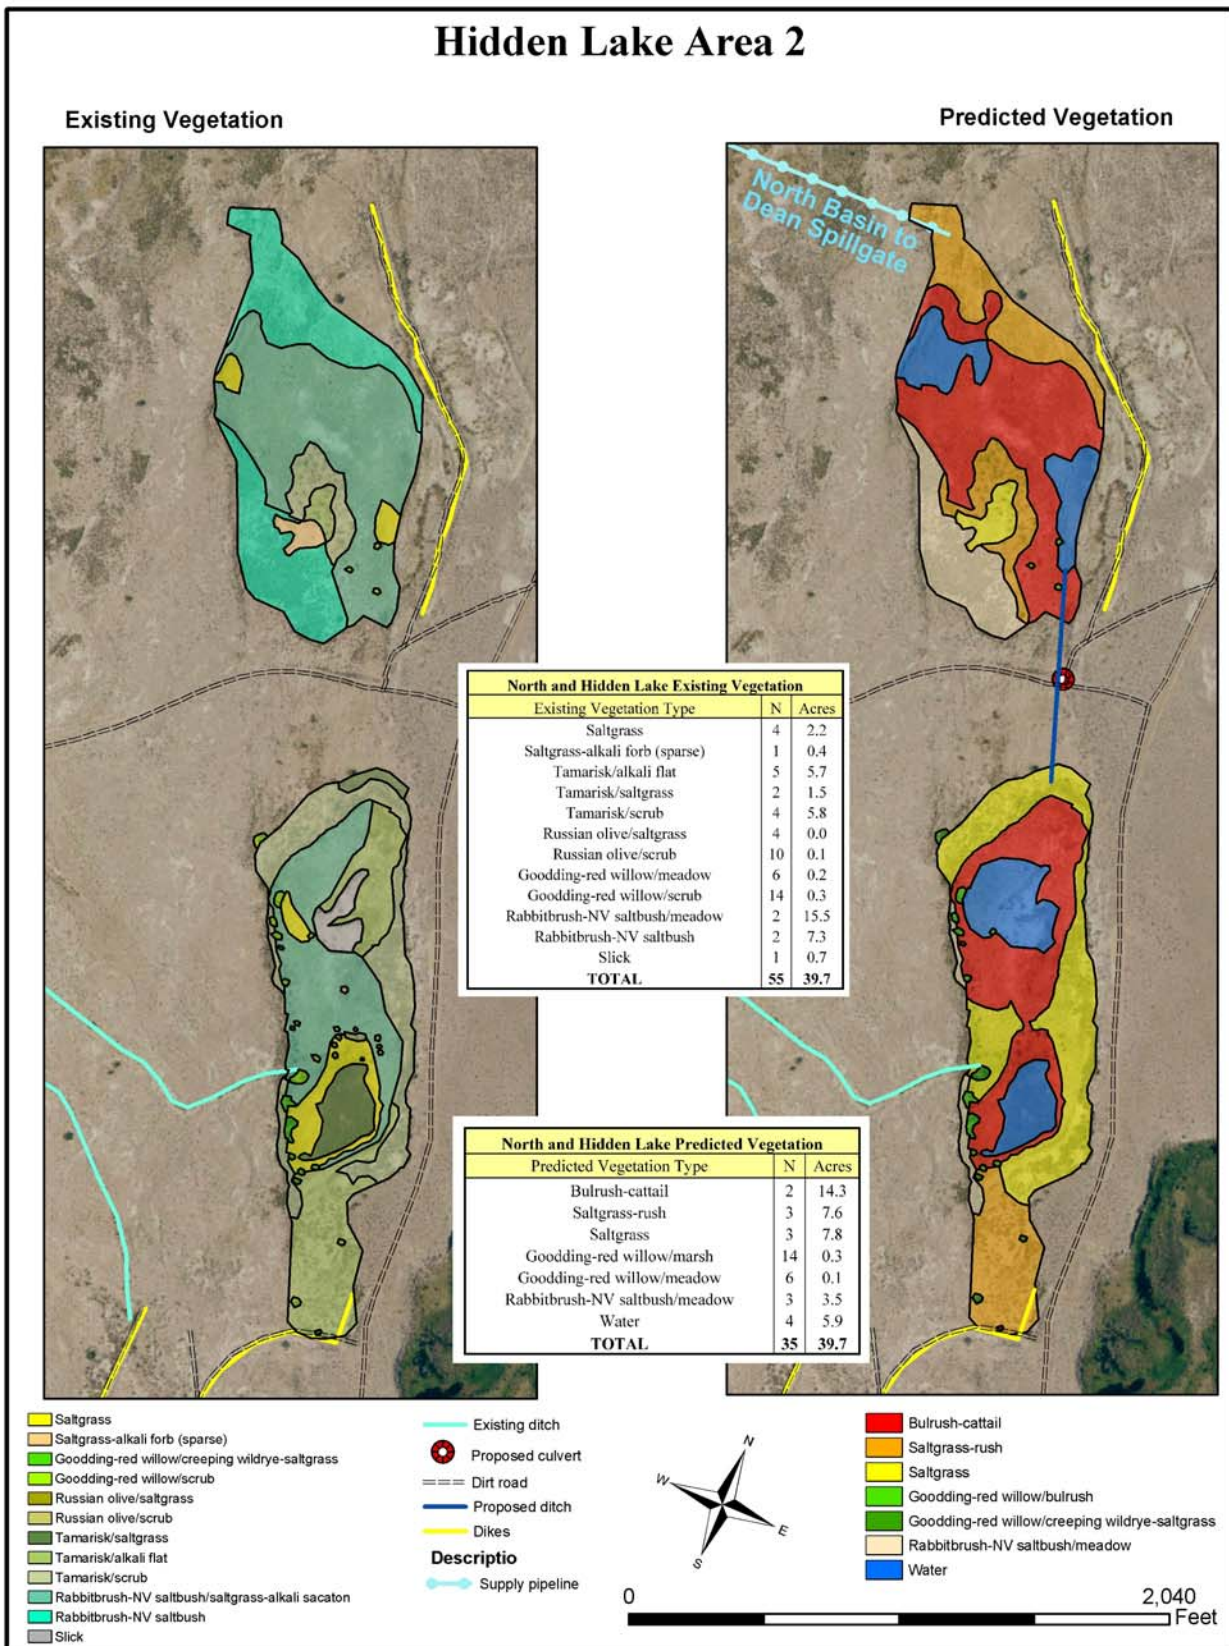 Hidden Lake Area 2
Existing Vegetation
Predicted Vegetation
North Basin to
Dean Spillgate
North and Hidden Lake Existing Vegetation
Existing Vegetation Type N Acres
Saltgrass 4 2.2
Saltgrass-alkali forb (sparse) 1 0.4
Tamarisk/alkali flat 5 5.7
Tamarisk/saltgrass 2 1.5
Tamarisk/scrub 4 5.8
Russian olive/saltgrass 4 0.0
Russian olive/scrub 10 0.1
Goodding-red willow/meadow 6 0.2
Goodding-red willow/scrub 14 0.3
Rabbitbrush-NV saltbush/meadow 2 15.5
Rabbitbrush-NV saltbush 2 7.3
Slick 1 0.7
TOTAL 55 39.7
North and Hidden Lake Predicted Vegetation
Predicted Vegetation Type N Acres
Bulrush-cattail 2 14.3
Saltgrass-rush 3 7.6
Saltgrass 3 7.8
Goodding-red willow/marsh 14 0.3
Goodding-red willow/meadow 6 0.1
Rabbitbrush-NV saltbush/meadow 3 3.5
Water 4 5.9
TOTAL 35 39.7
Saltgrass
Saltgrass-alkali forb (sparse)
Goodding-red willow/creeping wildrye-saltgrass
Goodding-red willow/scrub
Russian olive/saltgrass
Russian olive/scrub
Tamarisk/saltgrass
Tamarisk/alkali flat
Tamarisk/scrub
Rabbitbrush-NV saltbush/saltgrass-alkali sacaton
Rabbitbrush-NV saltbush
Slick
Existing ditch
Proposed culvert
Dirt road
Proposed ditch
Dikes
Descriptio
Supply pipeline
N
W
E
S
Bulrush-cattail
Saltgrass-rush
Saltgrass
Goodding-red willow/bulrush
Goodding-red willow/creeping wildrye-saltgrass
Rabbitbrush-NV saltbush/meadow
Water
0 2,040
Feet